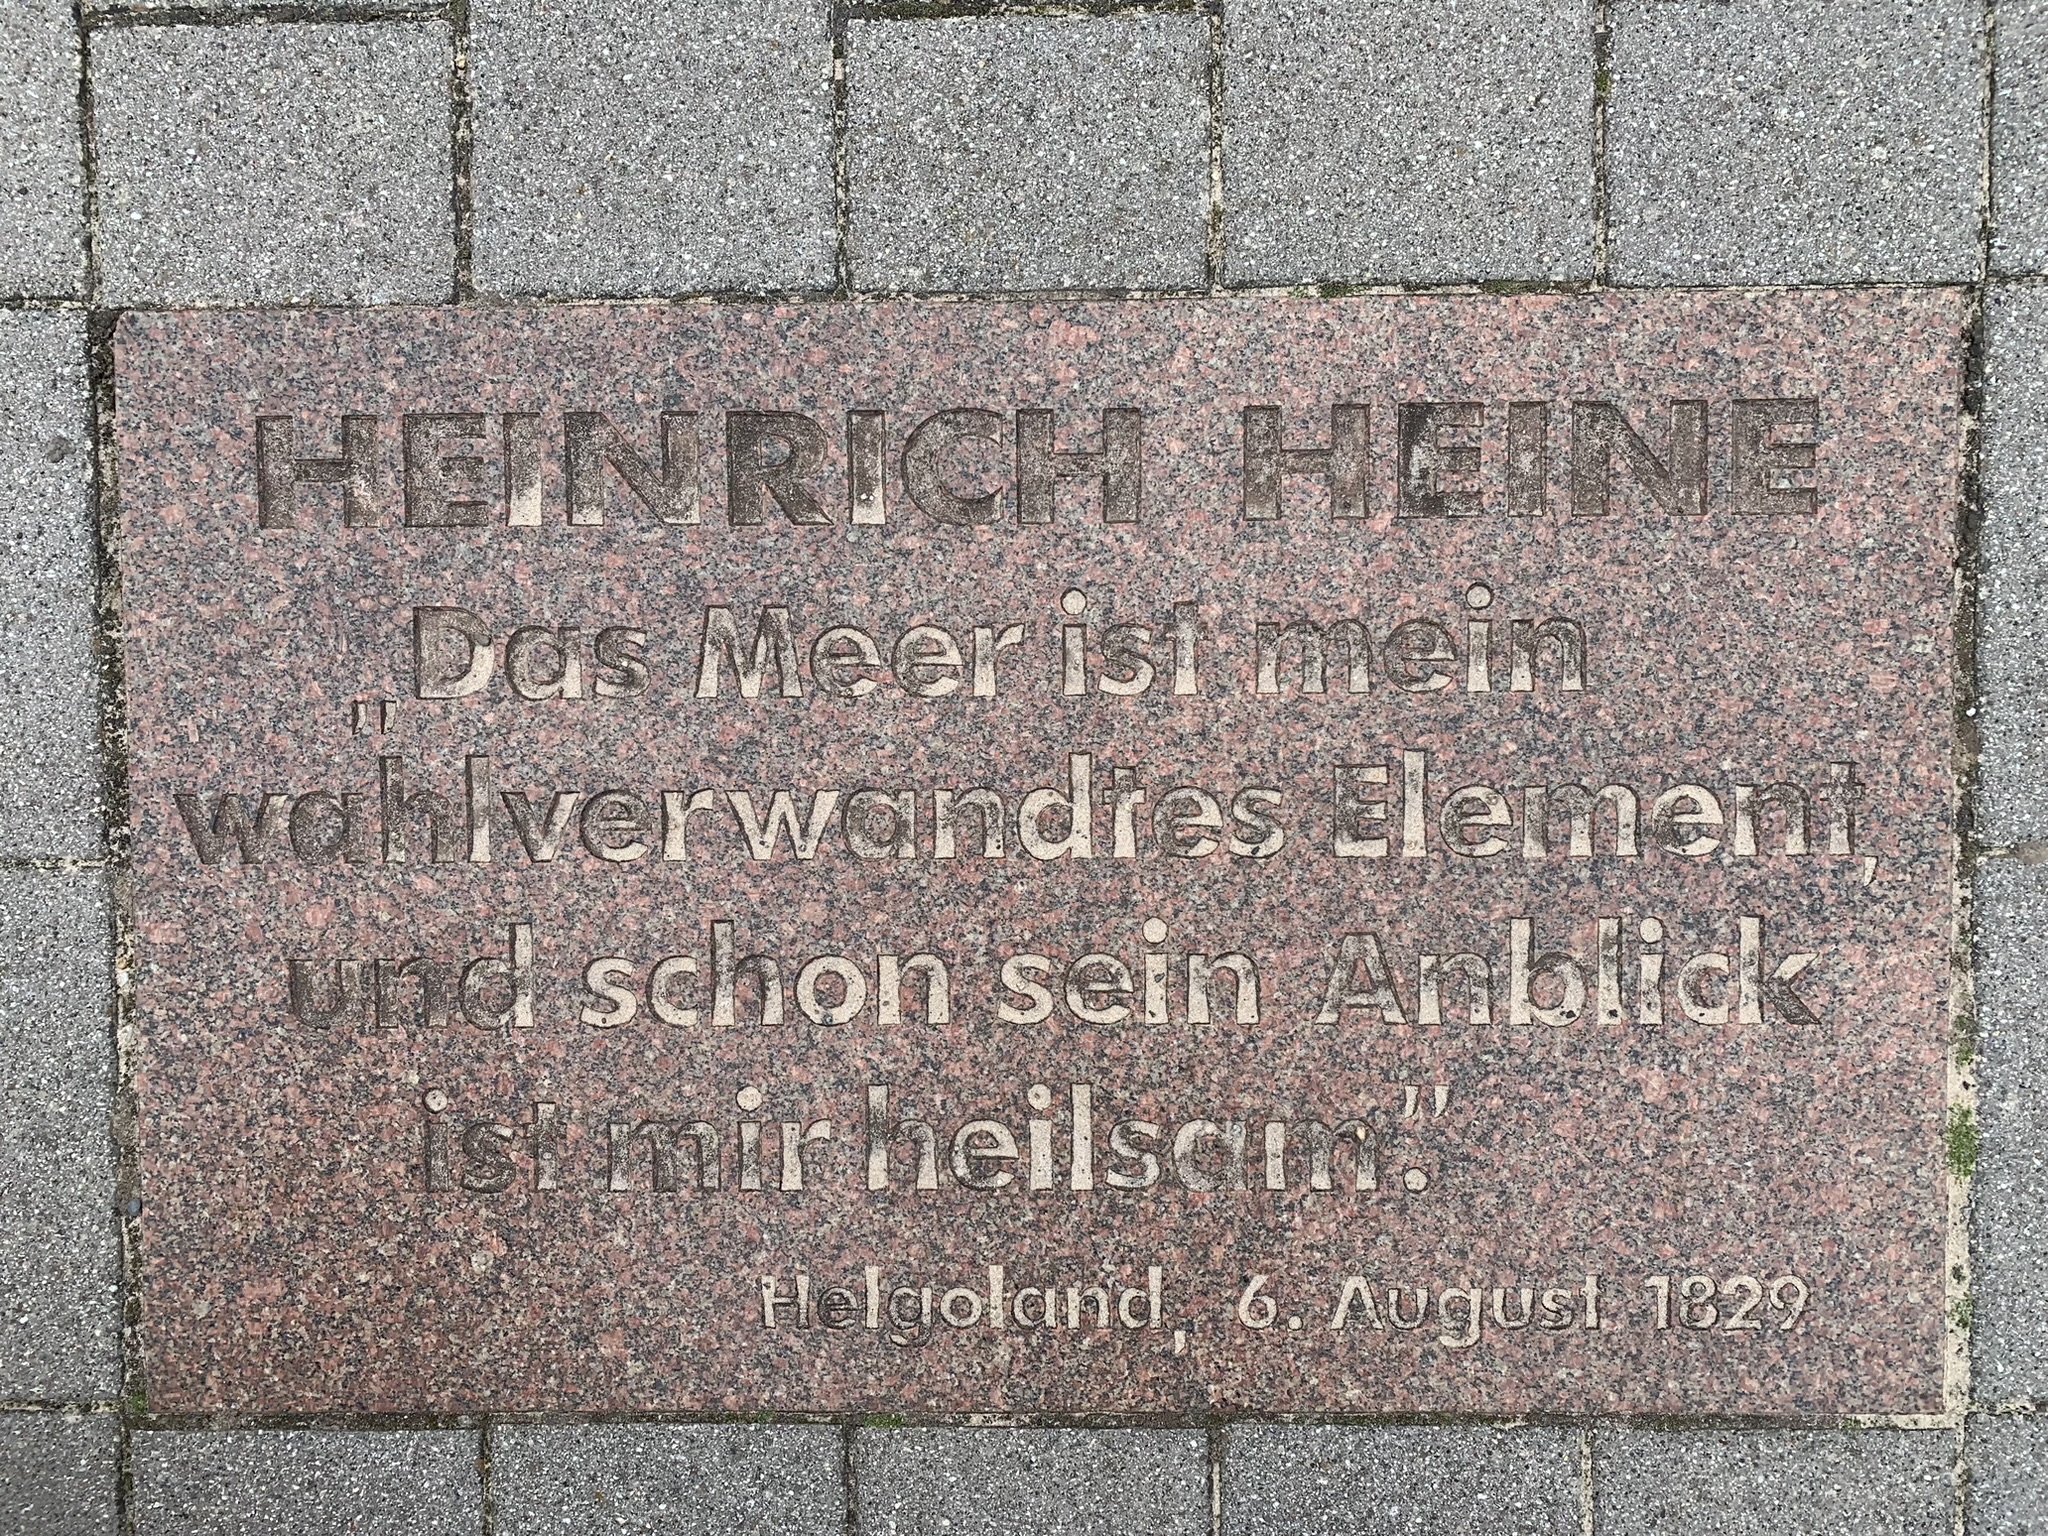 HEINRICH HEINE
„Das Meer ist mein
wahlverwandtes Element,
und schon sein Anblick
ist mir heilsam.”
Helgoland, 6. August 1829